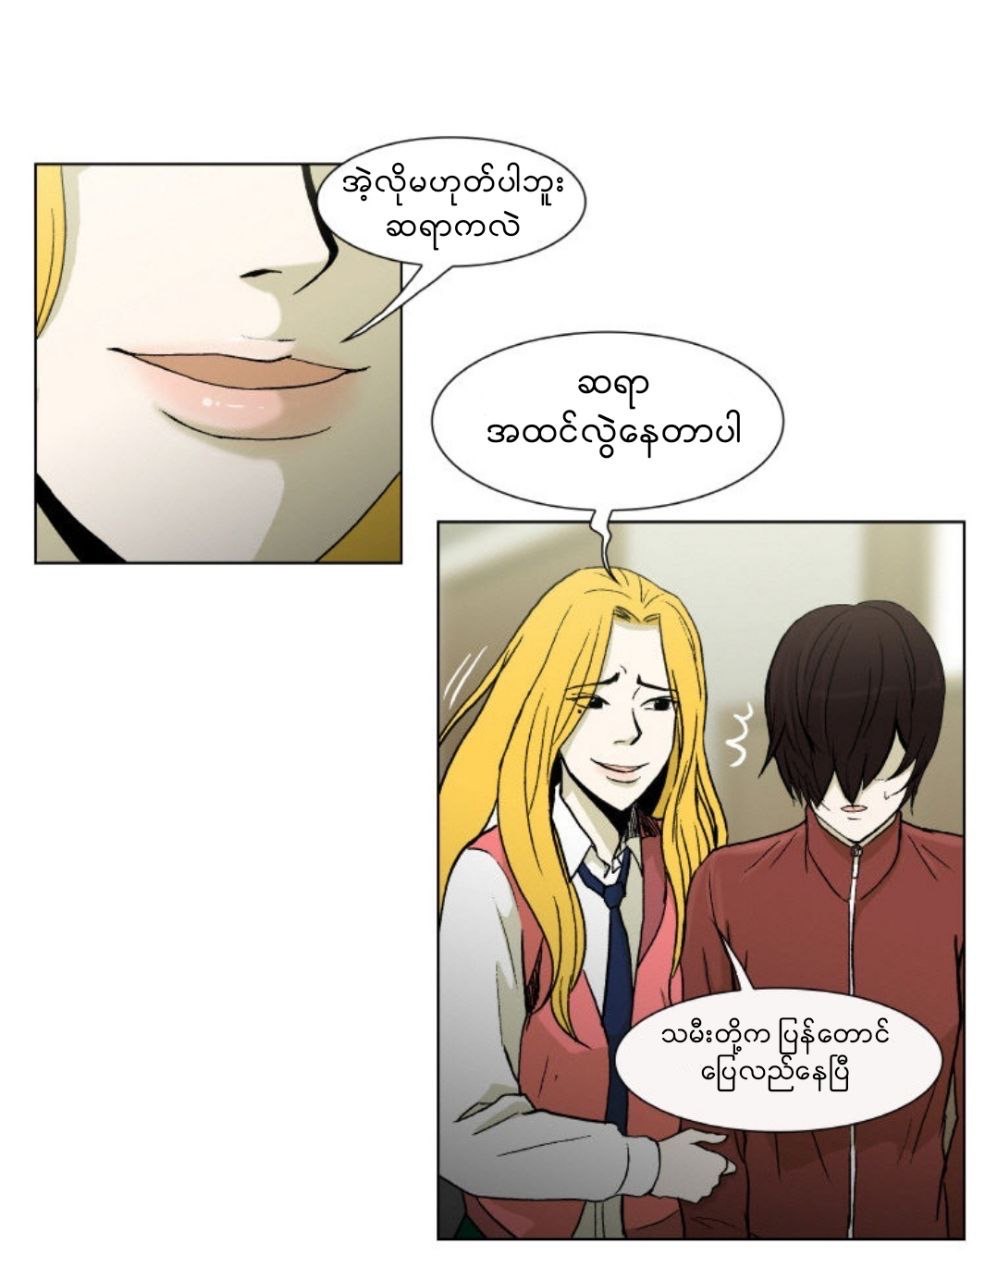 အဲ့လိုမဟုတ်ပါဘူး
ဆရာကလဲ
ဆရာ
အထင်လွဲနေတာပါ
သမီးတို့က ပြန်တောင်
ပြေလည်နေပြီ